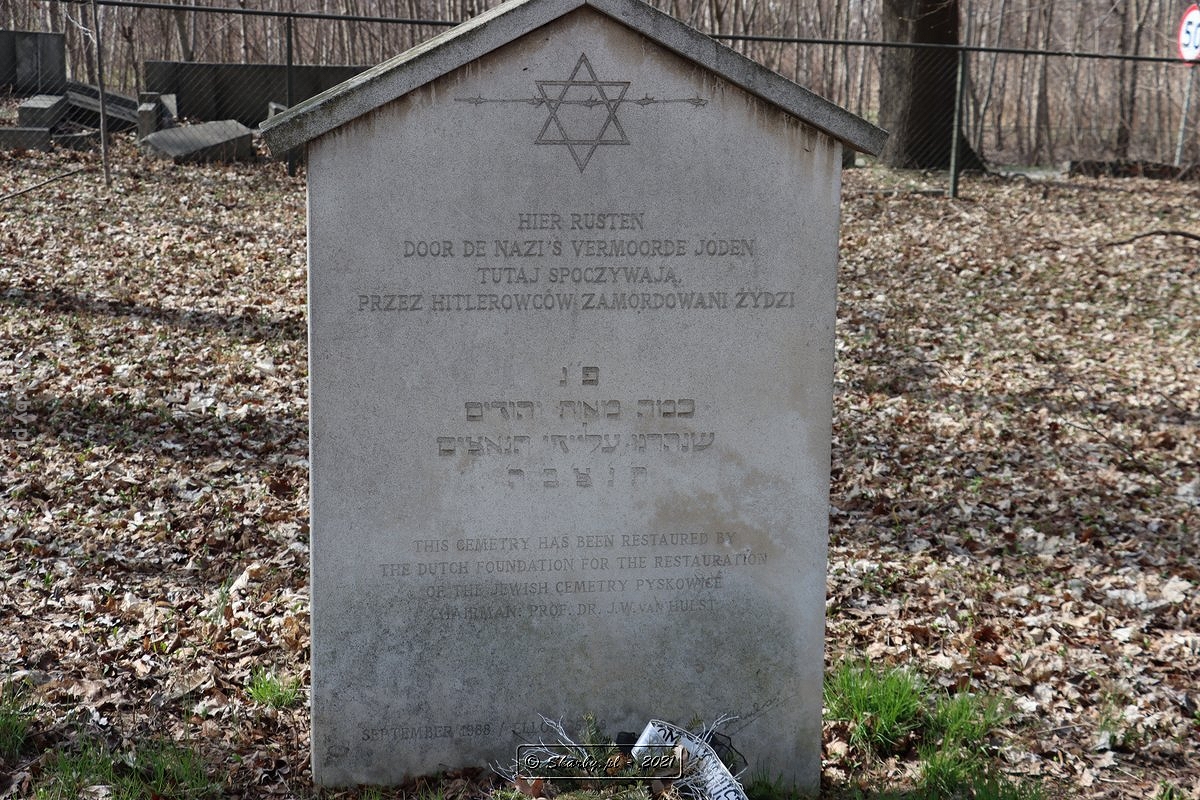 HIER RUSTEN
DOOR DE NAZI'S VERMOORDE JODEN
TUTAJ SPOCZYWAJĄ,
PRZEZ HITLEROWCÓW ZAMORDOWANI ŻYDZI
פ נ
כמה מאות יהודים
שנהרגו על ידי הנאצים
ת נ צ ב ה
THIS CEMETRY HAS BEEN RESTAURED BY
THE DUTCH FOUNDATION FOR THE RESTAURATION
OF THE JEWISH CEMETRY PYSKOWICE
CHAIRMAN: PROF. DR. J.W. VAN HULST
SEPTEMBER 1988 /
© Skarby.pl - 2021
50